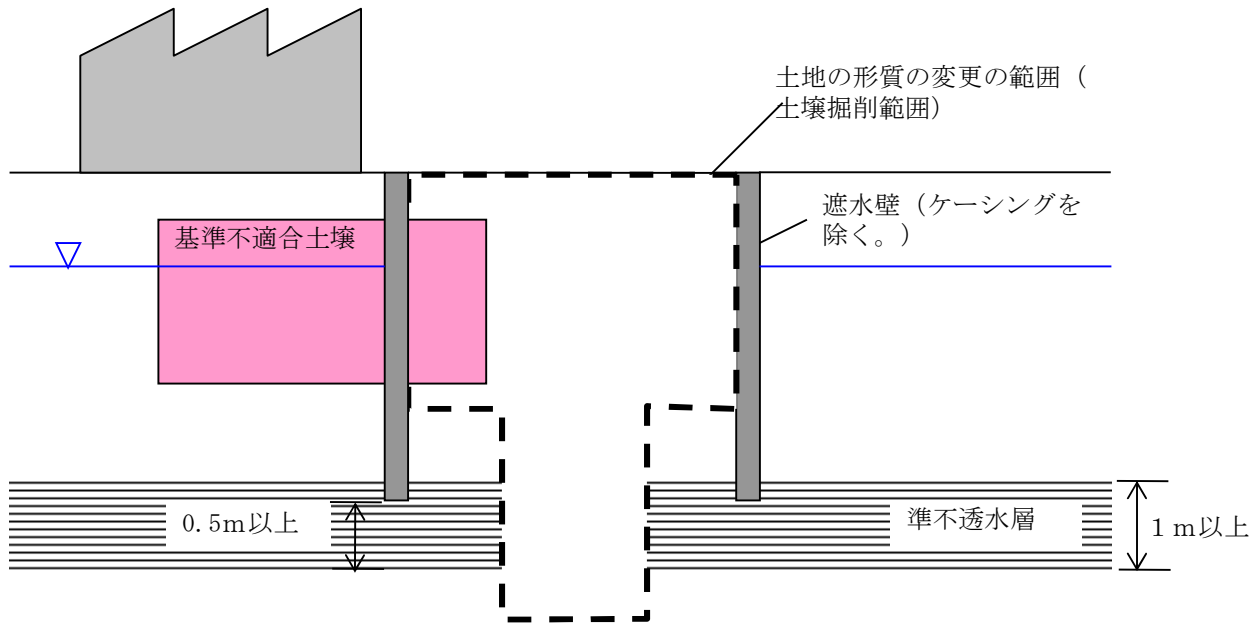 土地の形質の変更の範囲（
土壌掘削範囲）
遮水壁（ケーシングを
除く。）
基準不適合土壌
0.5m以上
準不透水層
1 m以上